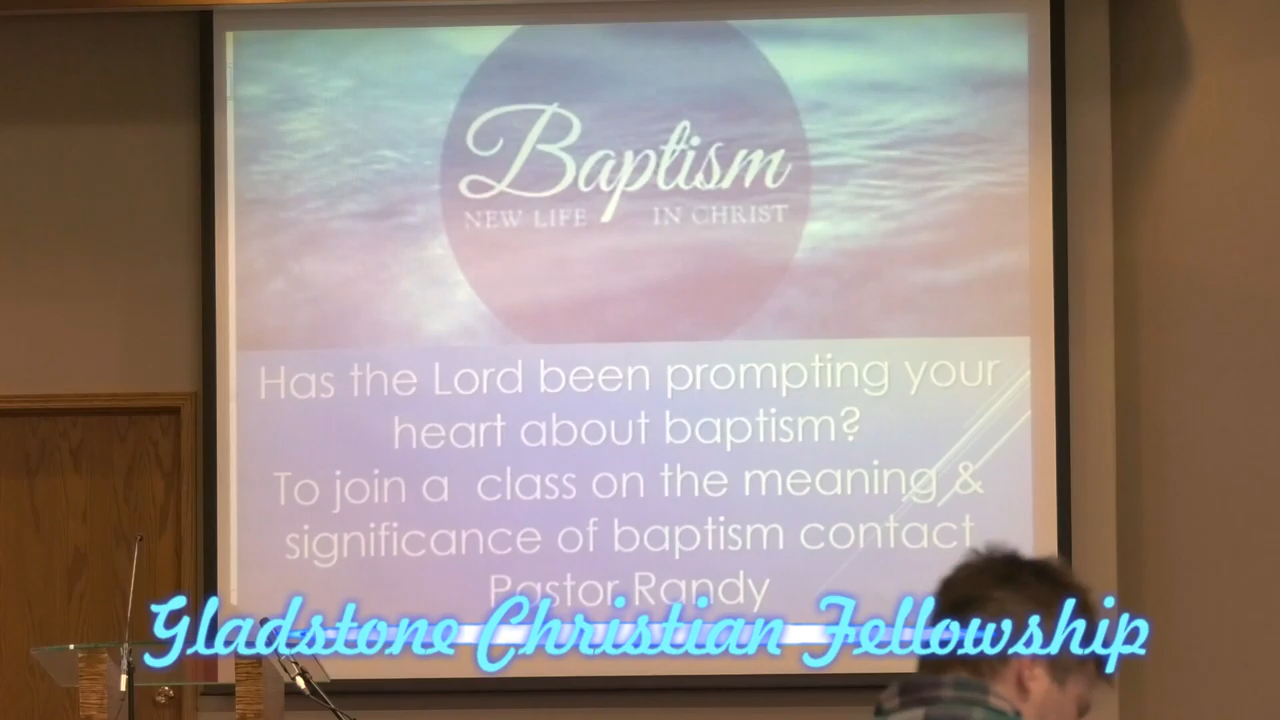 Baptism
NEW LIFE IN CHRIST
Has the Lord been prompting your
heart about baptism?
To join a class on the meaning &
significance of baptism contact
Pastor Randy
Gladstone Christian Fellowship